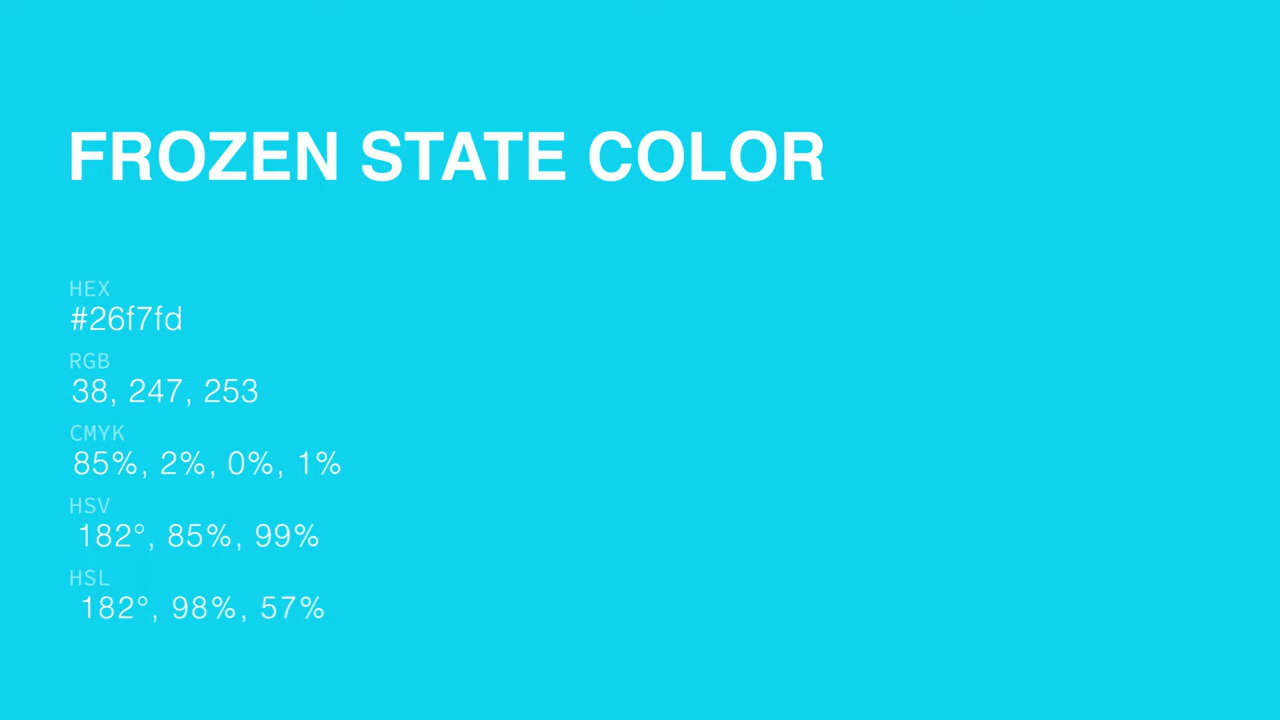 FROZEN STATE COLOR
HEX
#26f7fd
RGB
38, 247, 253
CMYK
85%, 2%, 0%, 1%
HSV
182°, 85%, 99%
HSL
182°, 98%, 57%